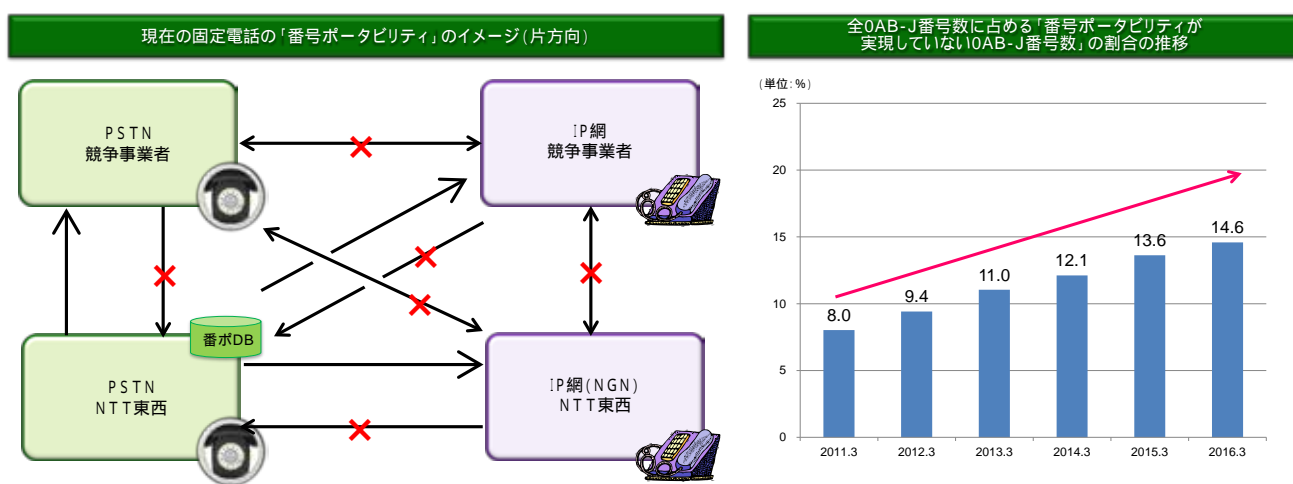 現在の固定電話の「番号ポータビリティ」のイメージ(片方向)
PSTN
競争事業者
IP網
競争事業者
番ポDB
PSTN
NTT東西
IP網(NGN)
NTT東西
全0AB-J番号数に占める「番号ポータビリティが
実現していない0AB-J番号数」の割合の推移
(単位:%)
25
20
15
10
5
0
8.0
9.4
11.0
12.1
13.6
14.6
2011.3
2012.3
2013.3
2014.3
2015.3
2016.3